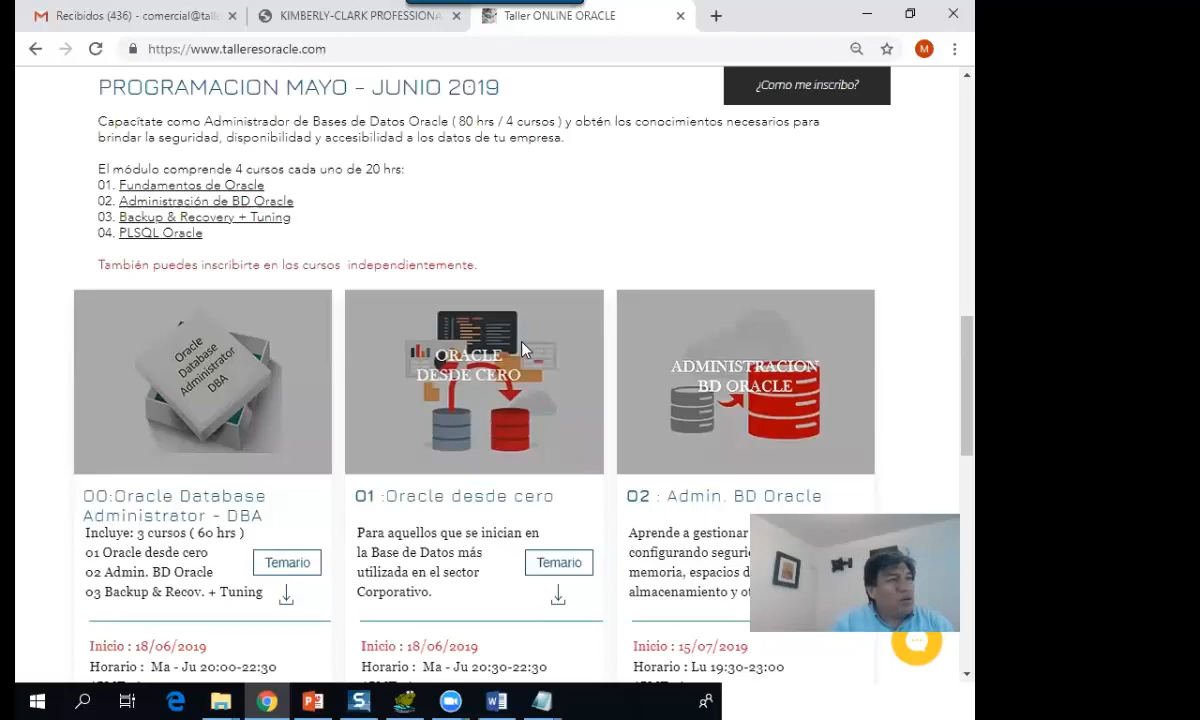 Recibidos (436) - comercial@tall
KIMBERLY-CLARK PROFESSIONA
Taller ONLINE ORACLE
https://www.talleresoracle.com
M
PROGRAMACION MAYO – JUNIO 2019
¿Como me inscribo?
Capacítate como Administrador de Bases de Datos Oracle ( 80 hrs / 4 cursos ) y obtén los conocimientos necesarios para
brindar la seguridad, disponibilidad y accesibilidad a los datos de tu empresa.
El módulo comprende 4 cursos cada uno de 20 hrs:
01. Fundamentos de Oracle
02. Administración de BD Oracle
03. Backup & Recovery + Tuning
04. PLSQL Oracle
También puedes inscribirte en los cursos independientemente.
Oracle
Database
Administrator
DBA
ORACLE
DESDE CERO
ADMINISTRACION
BD ORACLE
00:Oracle Database
Administrator - DBA
Incluye: 3 cursos ( 60 hrs )
01 Oracle desde cero
02 Admin. BD Oracle
03 Backup & Recov. + Tuning
Temario
Inicio : 18/06/2019
Horario : Ma - Ju 20:00-22:30
01 :Oracle desde cero
Para aquellos que se inician en
la Base de Datos más
utilizada en el sector
Corporativo.
Temario
Inicio : 18/06/2019
Horario : Ma - Ju 20:30-22:30
02 : Admin. BD Oracle
Aprende a gestionar
configurando seguri
memoria, espacios d
almacenamiento y ot
Inicio : 15/07/2019
Horario : Lu 19:30-23:00